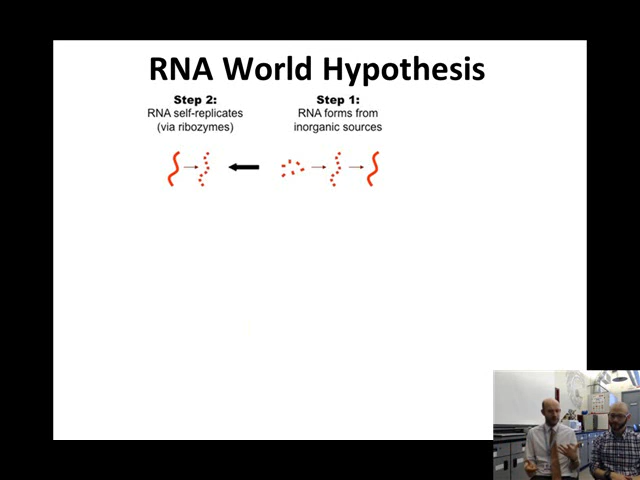 RNA World Hypothesis
Step 2:
RNA self-replicates
(via ribozymes)
Step 1:
RNA forms from
inorganic sources